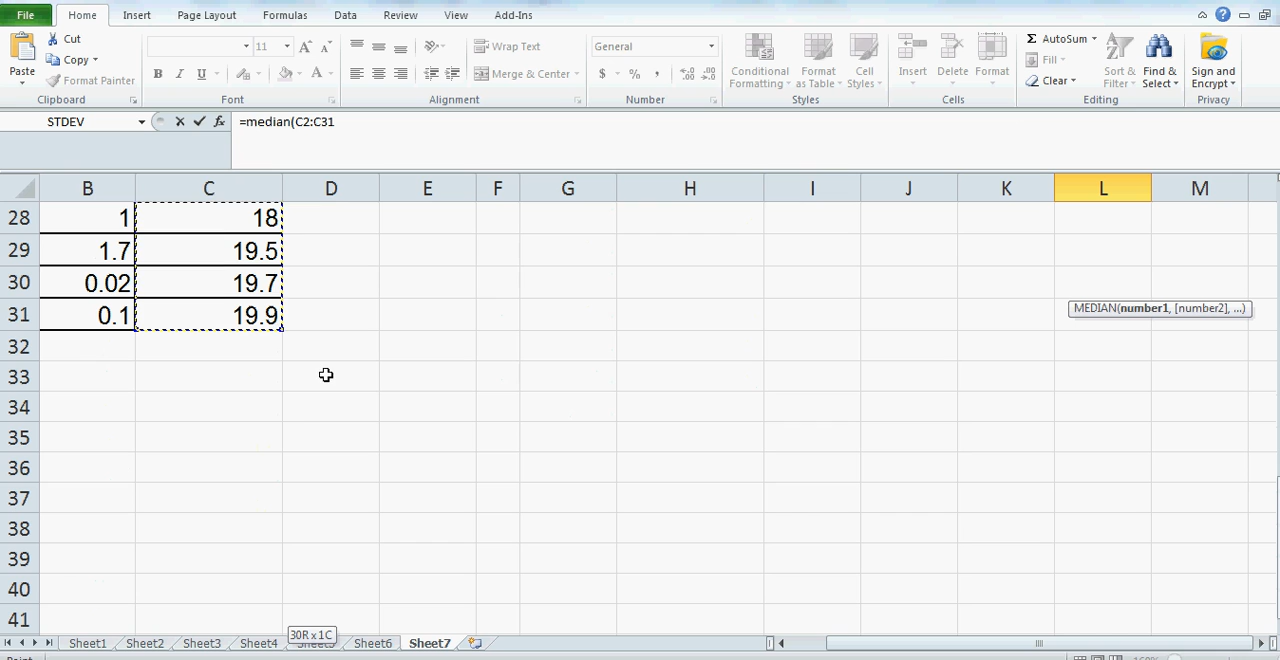 File Home Insert Page Layout Formulas Data Review View Add-Ins
Cut
Copy
Format Painter
Paste
11
Wrap Text
Merge & Center
General
Conditional Formatting
Format as Table
Cell Styles
Insert
Delete
Format
AutoSum
Fill
Clear
Sort & Filter
Find & Select
Sign and Encrypt
Clipboard Font Alignment Number Styles Cells Editing Privacy
STDEV =median(C2:C31
B C D E F G H I J K L M
28 1 18
29 1.7 19.5
30 0.02 19.7
31 0.1 19.9
MEDIAN(number1, [number2], ...)
32
33
34
35
36
37
38
39
40
41
30R x 1C
Sheet1 Sheet2 Sheet3 Sheet4 Sheet6 Sheet7